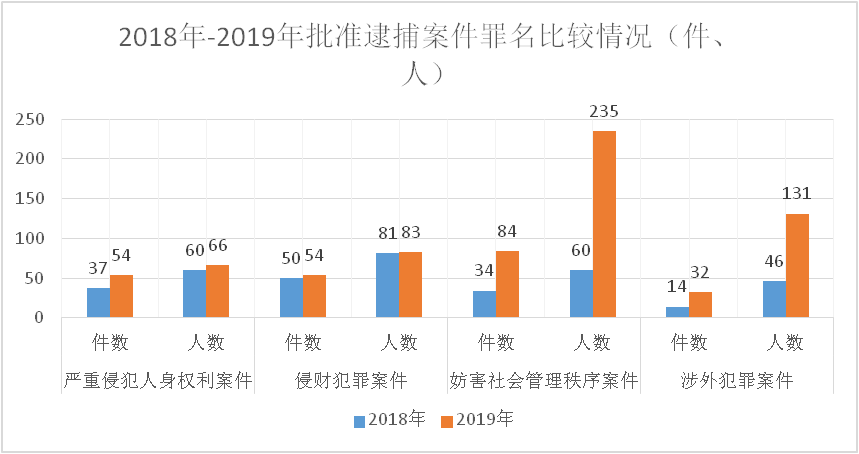 2018年-2019年批准逮捕案件罪名比较情况（件、
人）
250
200
150
100
50
0
37 54 60 66 50 54 81 83 34 84 60 235 14 32 46 131
件数 人数 件数 人数 件数 人数 件数 人数
严重侵犯人身权利案件 侵财犯罪案件 妨害社会管理秩序案件 涉外犯罪案件
2018年 2019年